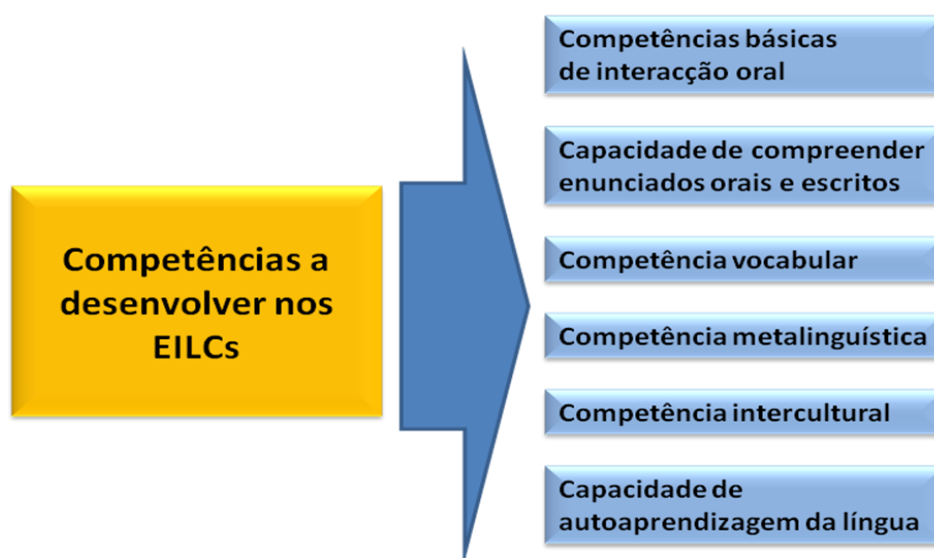 Competências a
desenvolver nos
EILCs
Competências básicas
de interacção oral
Capacidade de compreender
enunciados orais e escritos
Competência vocabular
Competência metalinguística
Competência intercultural
Capacidade de
autoaprendizagem da língua